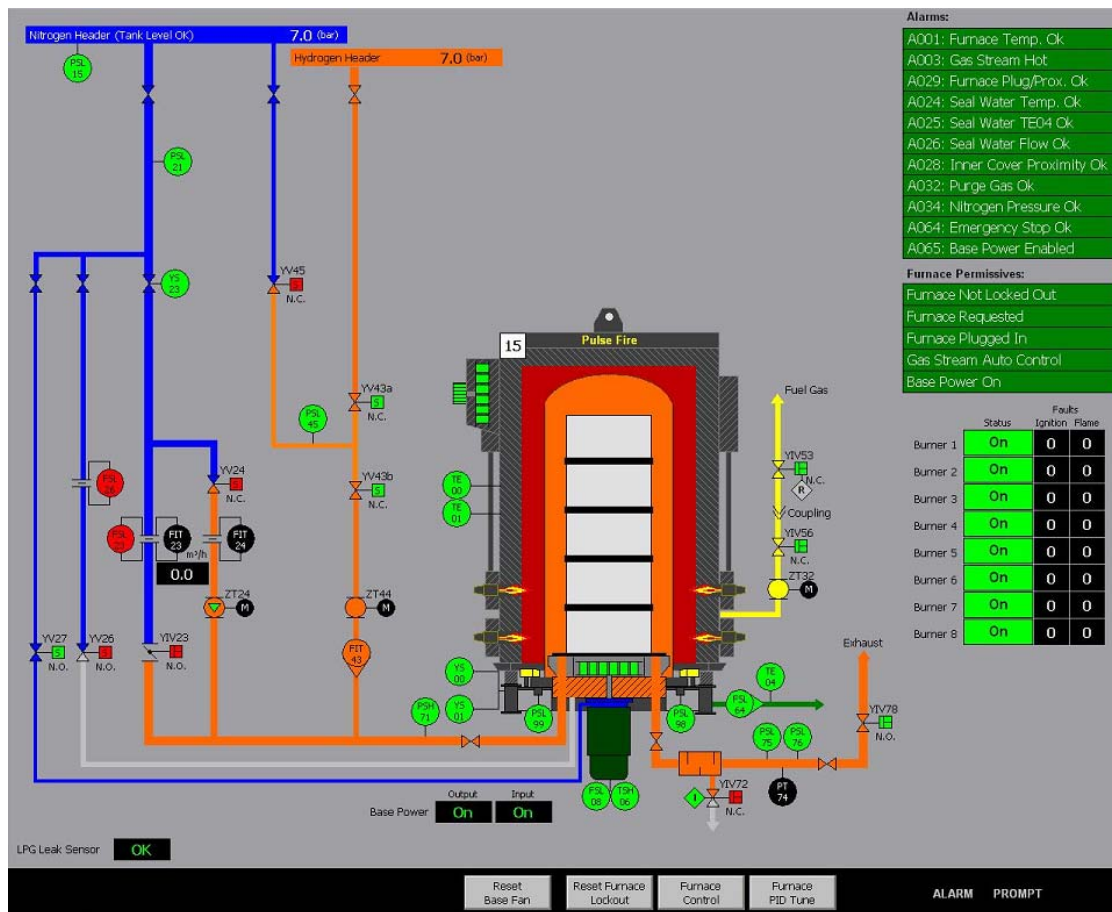 Nitrogen Header (Tank Level OK) 7.0 (bar)
Hydrogen Header 7.0 (bar)
PSL
15
PSL
21
YS
23
YV45
S
N.C.
YV43a
S
N.C.
PSL
45
YV43b
S
N.C.
YV24
S
N.C.
FSL
26
FSL
23
FIT
23
FIT
24
m³/h
0.0
ZT24
M
ZT44
M
FIT
43
YV27
S
N.O.
YV26
S
N.O.
YIV23
N.O.
15
Pulse Fire
TE
00
TE
01
YS
00
YS
01
PSH
71
PSL
99
PSL
98
FSL
08
TSH
06
Fuel Gas
YIV53
N.C.
R
Coupling
YIV56
N.C.
ZT32
M
Exhaust
TE
04
PSL
64
YIV78
N.O.
PSL
75
PSL
76
PT
74
YIV72
I
N.C.
Output Input
Base Power On On
LPG Leak Sensor OK
Alarms:
A001: Furnace Temp. Ok
A003: Gas Stream Hot
A029: Furnace Plug/Prox. Ok
A024: Seal Water Temp. Ok
A025: Seal Water TE04 Ok
A026: Seal Water Flow Ok
A028: Inner Cover Proximity Ok
A032: Purge Gas Ok
A034: Nitrogen Pressure Ok
A064: Emergency Stop Ok
A065: Base Power Enabled
Furnace Permissives:
Furnace Not Locked Out
Furnace Requested
Furnace Plugged In
Gas Stream Auto Control
Base Power On
Faults
Status Ignition Flame
Burner 1 On 0 0
Burner 2 On 0 0
Burner 3 On 0 0
Burner 4 On 0 0
Burner 5 On 0 0
Burner 6 On 0 0
Burner 7 On 0 0
Burner 8 On 0 0
Reset
Base Fan
Reset Furnace
Lockout
Furnace
Control
Furnace
PID Tune
ALARM PROMPT